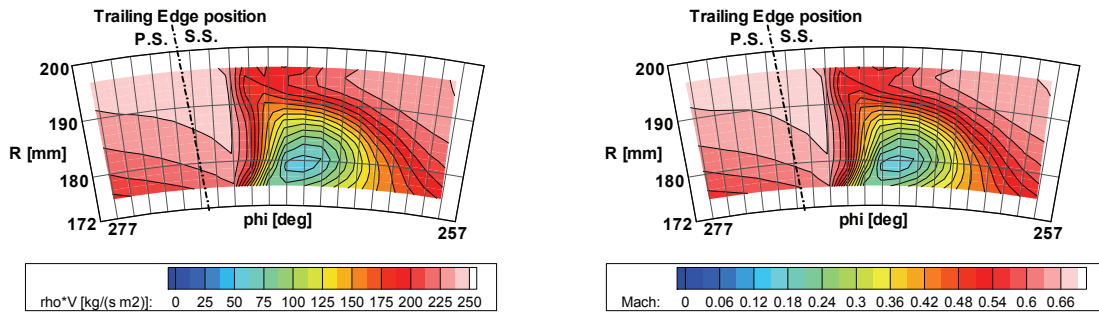 Trailing Edge position
P.S. S.S.
200
190
R [mm]
180
172 277
phi [deg]
257
rho*V [kg/(s m2)]: 0 25 50 75 100 125 150 175 200 225 250
Trailing Edge position
P.S. S.S.
200
190
R [mm]
180
172 277
phi [deg]
257
Mach: 0 0.06 0.12 0.18 0.24 0.3 0.36 0.42 0.48 0.54 0.6 0.66